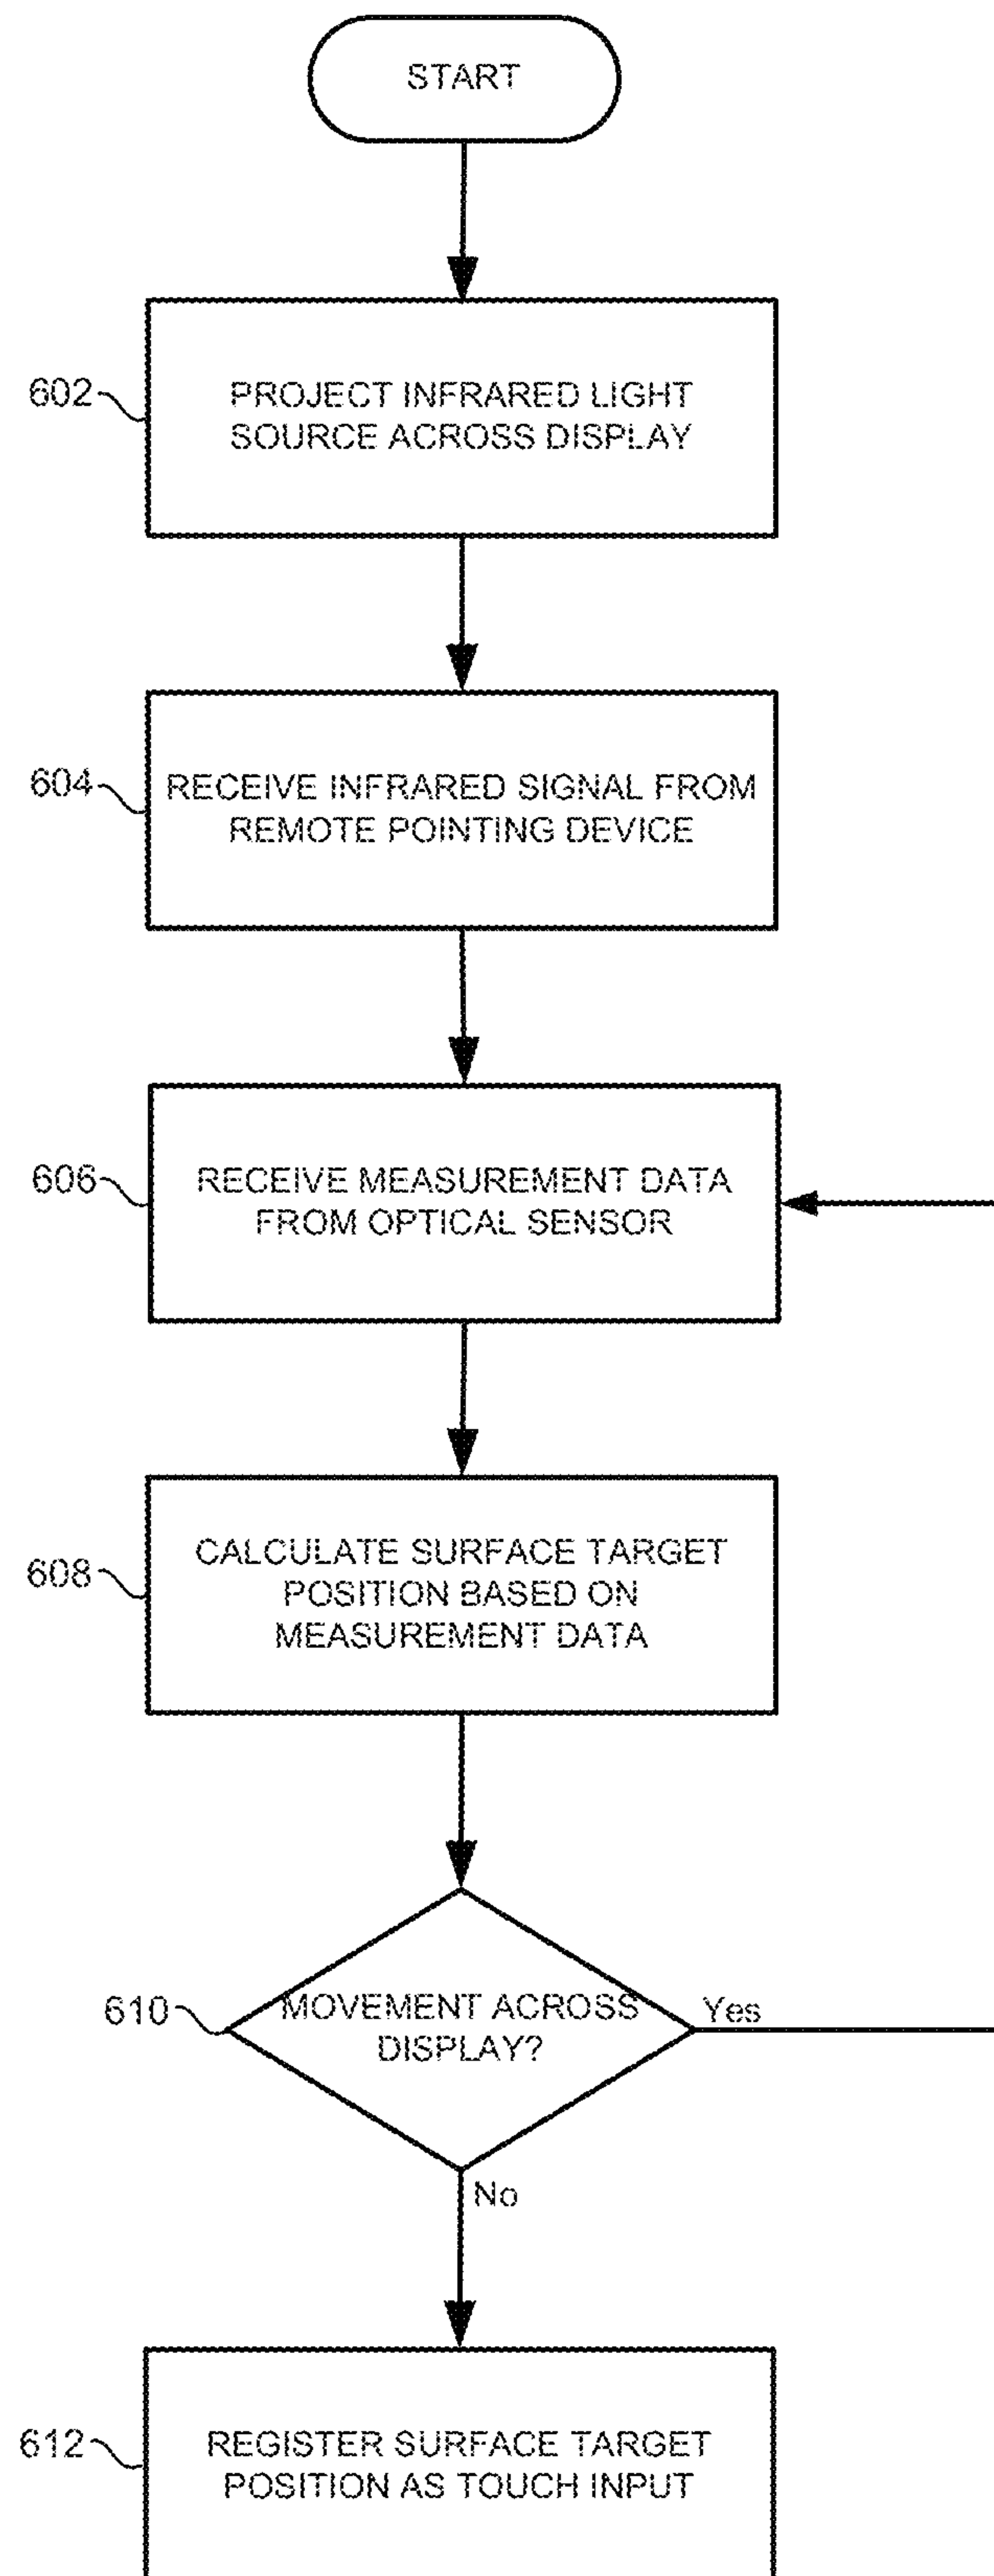 START
602
PROJECT INFRARED LIGHT
SOURCE ACROSS DISPLAY
604
RECEIVE INFRARED SIGNAL FROM
REMOTE POINTING DEVICE
606
RECEIVE MEASUREMENT DATA
FROM OPTICAL SENSOR
608
CALCULATE SURFACE TARGET
POSITION BASED ON
MEASUREMENT DATA
610
MOVEMENT ACROSS
DISPLAY?
Yes
No
612
REGISTER SURFACE TARGET
POSITION AS TOUCH INPUT